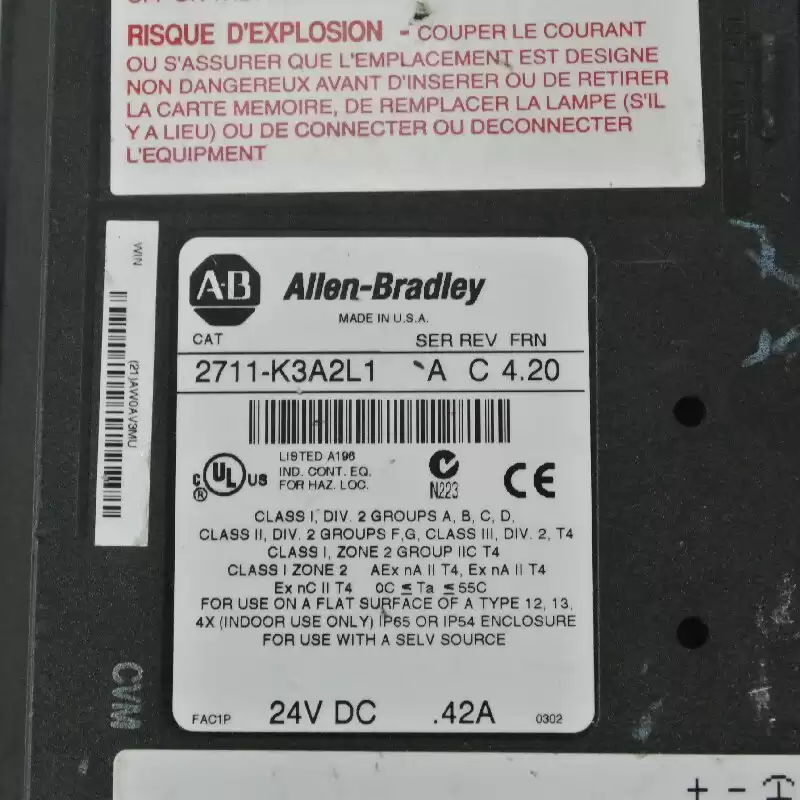 RISQUE D'EXPLOSION - COUPER LE COURANT
OU S'ASSURER QUE L'EMPLACEMENT EST DESIGNE
NON DANGEREUX AVANT D'INSERER OU DE RETIRER
LA CARTE MEMOIRE, DE REMPLACER LA LAMPE (S'IL
Y A LIEU) OU DE CONNECTER OU DECONNECTER
L'EQUIPMENT
WIN
(21)AW0AV3MU
A-B Allen-Bradley
MADE IN U.S.A.
CAT SER REV FRN
2711-K3A2L1 A C 4.20
C UL US ®
LISTED A196
IND. CONT. EQ.
FOR HAZ. LOC.
N223
CE
CLASS I, DIV. 2 GROUPS A, B, C, D,
CLASS II, DIV. 2 GROUPS F,G, CLASS III, DIV. 2, T4
CLASS I, ZONE 2 GROUP IIC T4
CLASS I ZONE 2 AEx nA II T4, Ex nA II T4
Ex nC II T4 0C ≤ Ta ≤ 55C
FOR USE ON A FLAT SURFACE OF A TYPE 12, 13,
4X (INDOOR USE ONLY) IP65 OR IP54 ENCLOSURE
FOR USE WITH A SELV SOURCE
FAC1P 24V DC .42A 0302
CVM
+ -